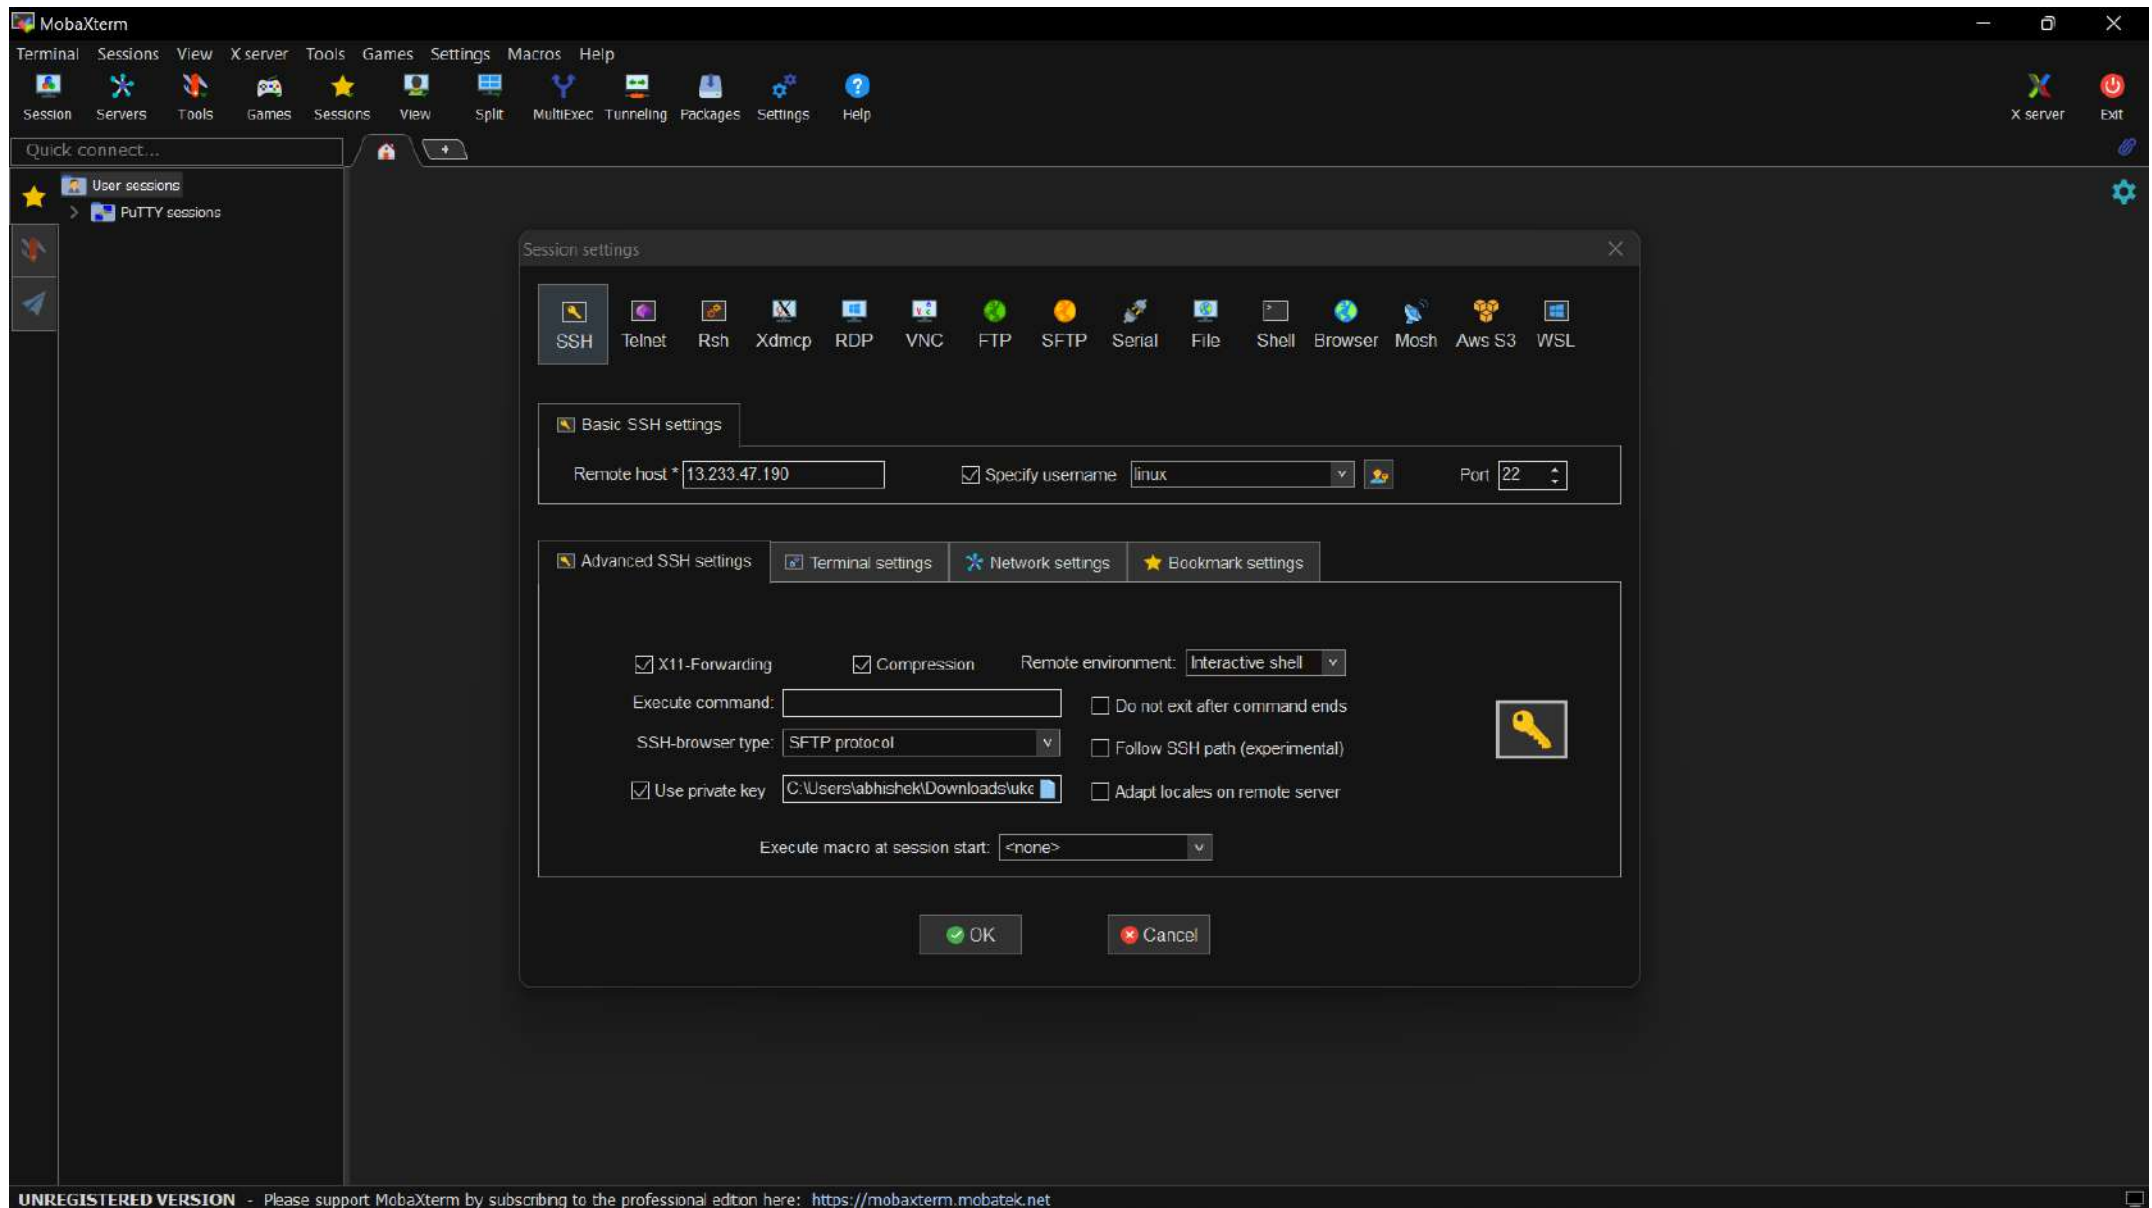 MobaXterm
Terminal Sessions View X server Tools Games Settings Macros Help
Session Servers Tools Games Sessions View Split MultiExec Tunneling Packages Settings Help X server Exit
Quick connect...
User sessions
PuTTY sessions
Session settings
SSH Telnet Rsh Xdmcp RDP VNC FTP SFTP Serial File Shell Browser Mosh Aws S3 WSL
Basic SSH settings
Remote host * 13.233.47.190 Specify username linux Port 22
Advanced SSH settings Terminal settings Network settings Bookmark settings
X11-Forwarding Compression Remote environment: Interactive shell
Execute command: Do not exit after command ends
SSH-browser type: SFTP protocol Follow SSH path (experimental)
Use private key C:\Users\abhishek\Downloads\uke Adapt locales on remote server
Execute macro at session start: <none>
OK Cancel
UNREGISTERED VERSION - Please support MobaXterm by subscribing to the professional edition here: https://mobaxterm.mobatek.net